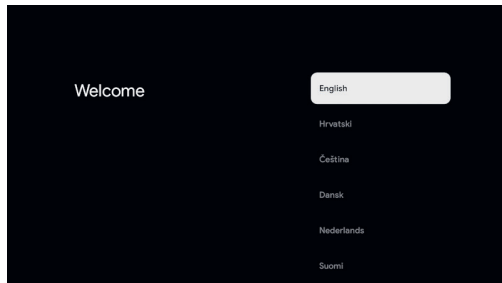 Welcome
English
Hrvatski
Čeština
Dansk
Nederlands
Suomi